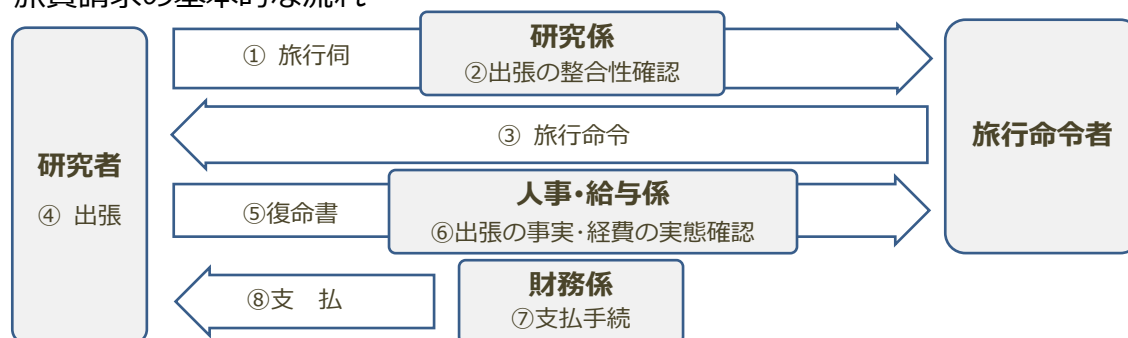 旅費請求の基本的な流れ
① 旅行伺
研究係
②出張の整合性確認
③ 旅行命令
旅行命令者
研究者
④ 出張
⑤復命書
人事・給与係
⑥出張の事実・経費の実態確認
⑧支　払
財務係
⑦支払手続